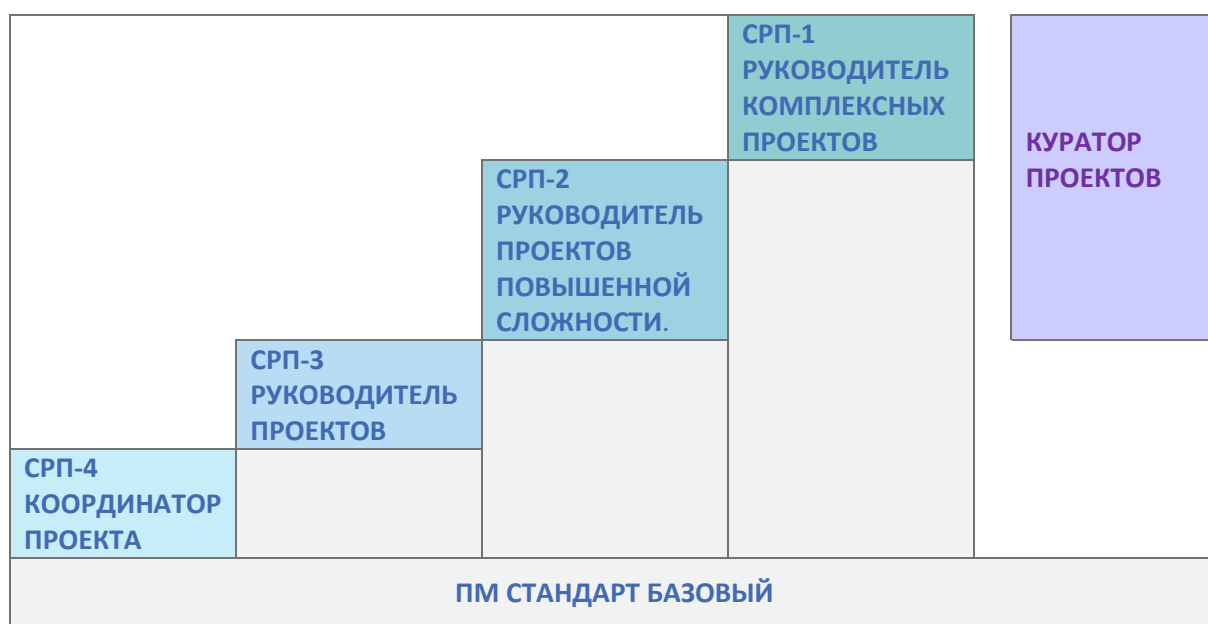 СРП-1
РУКОВОДИТЕЛЬ
КОМПЛЕКСНЫХ
ПРОЕКТОВ
КУРАТОР
ПРОЕКТОВ
СРП-2
РУКОВОДИТЕЛЬ
ПРОЕКТОВ
ПОВЫШЕННОЙ
СЛОЖНОСТИ.
СРП-3
РУКОВОДИТЕЛЬ
ПРОЕКТОВ
СРП-4
КООРДИНАТОР
ПРОЕКТА
ПМ СТАНДАРТ БАЗОВЫЙ